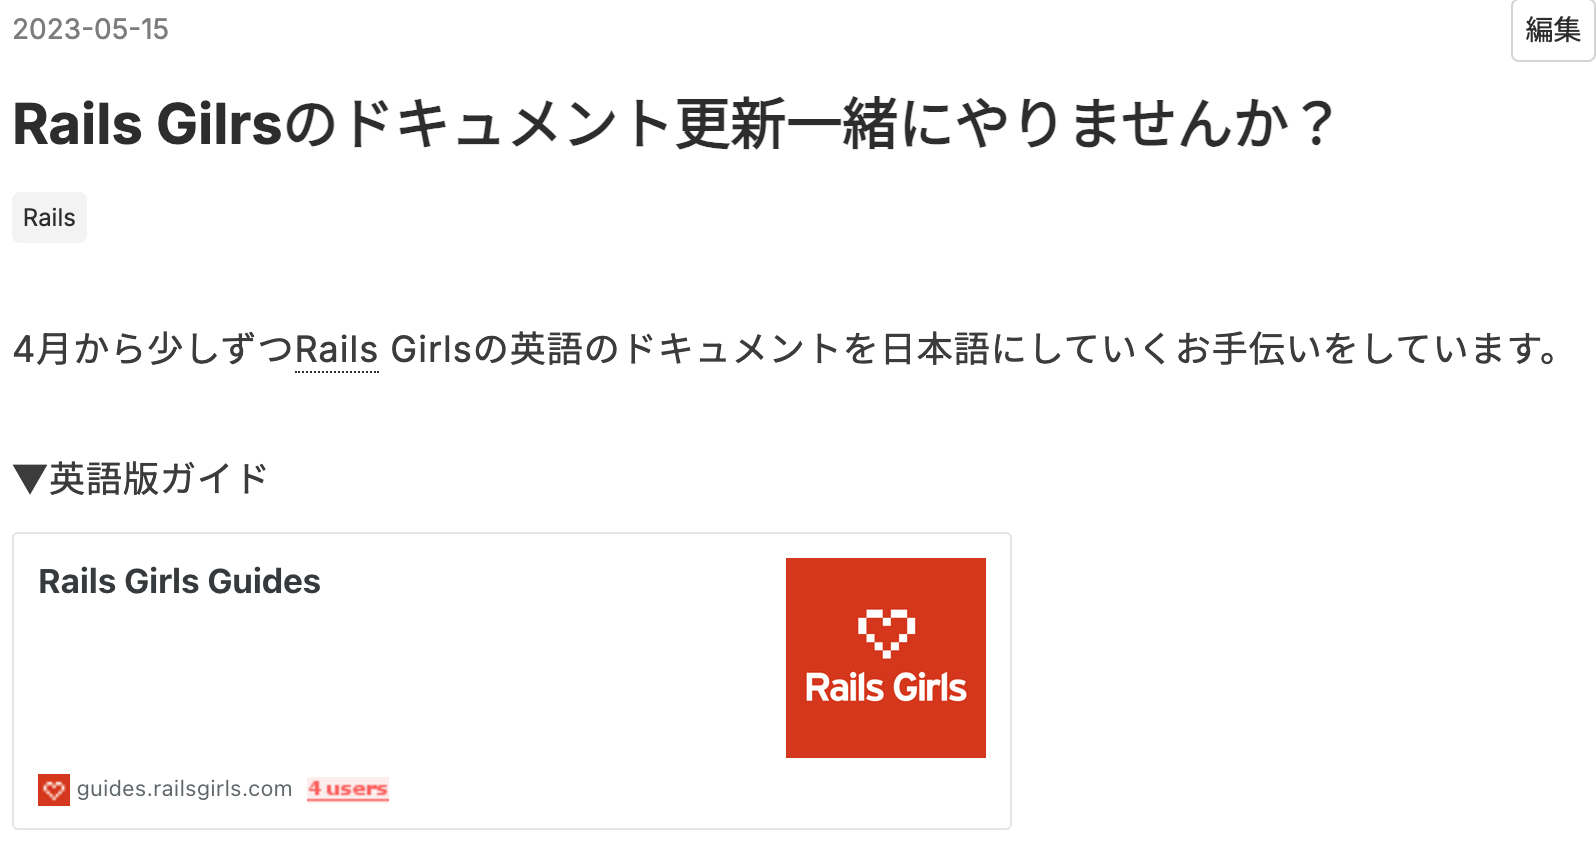 2023-05-15
編集
Rails Gilrsのドキュメント更新一緒にやりませんか？
Rails
4月から少しずつRails Girlsの英語のドキュメントを日本語にしていくお手伝いをしています。
▼英語版ガイド
Rails Girls Guides
Rails Girls
guides.railsgirls.com 4 users